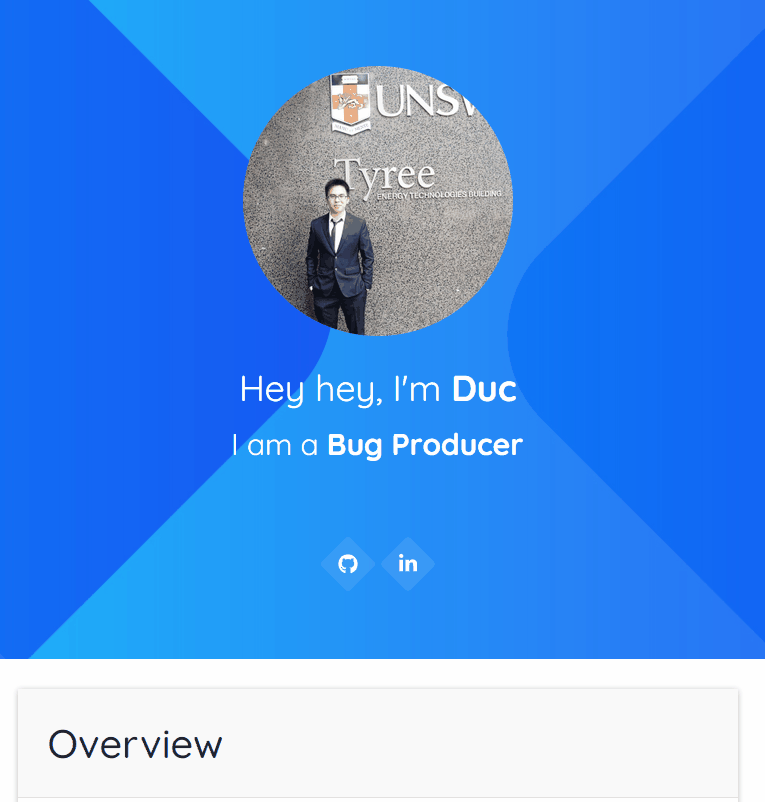 UNSW
Tyree
ENERGY TECHNOLOGIES BUILDING
Hey hey, I'm Duc
I am a Bug Producer
in
Overview